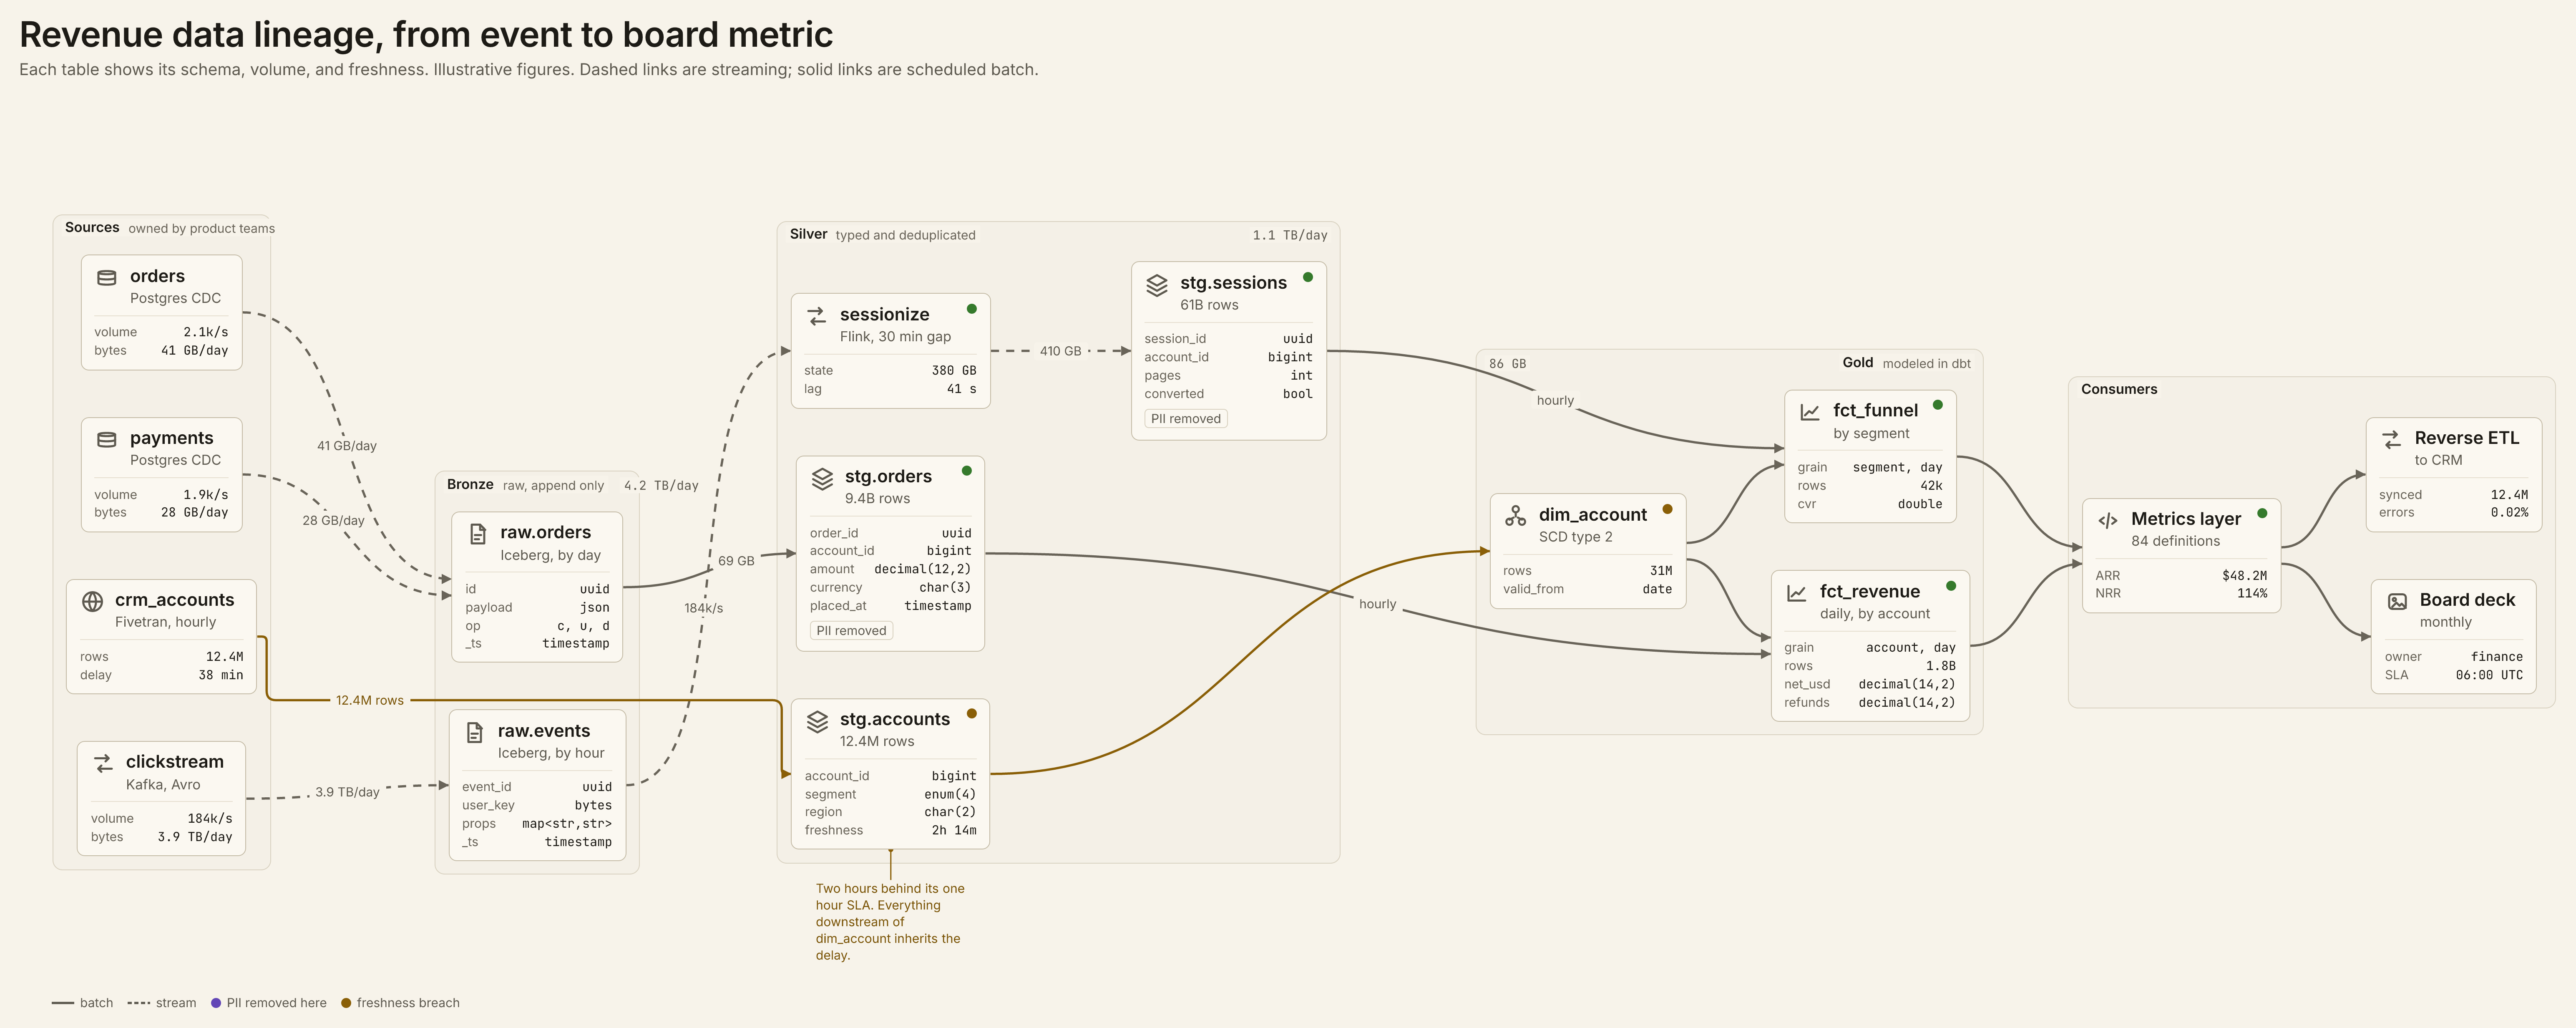 Revenue data lineage, from event to board metric
Each table shows its schema, volume, and freshness. Illustrative figures. Dashed links are streaming; solid links are scheduled batch.
Sources owned by product teams
orders
Postgres CDC
volume 2.1k/s
bytes 41 GB/day
payments
Postgres CDC
volume 1.9k/s
bytes 28 GB/day
crm_accounts
Fivetran, hourly
rows 12.4M
delay 38 min
clickstream
Kafka, Avro
volume 184k/s
bytes 3.9 TB/day
41 GB/day
28 GB/day
12.4M rows
3.9 TB/day
Bronze raw, append only 4.2 TB/day
raw.orders
Iceberg, by day
id uuid
payload json
op c, u, d
_ts timestamp
raw.events
Iceberg, by hour
event_id uuid
user_key bytes
props map<str,str>
_ts timestamp
69 GB
184k/s
Silver typed and deduplicated 1.1 TB/day
sessionize
Flink, 30 min gap
state 380 GB
lag 41 s
410 GB
stg.sessions
61B rows
session_id uuid
account_id bigint
pages int
converted bool
PII removed
stg.orders
9.4B rows
order_id uuid
account_id bigint
amount decimal(12,2)
currency char(3)
placed_at timestamp
PII removed
stg.accounts
12.4M rows
account_id bigint
segment enum(4)
region char(2)
freshness 2h 14m
Two hours behind its one
hour SLA. Everything
downstream of
dim_account inherits the
delay.
hourly
hourly
86 GB Gold modeled in dbt
dim_account
SCD type 2
rows 31M
valid_from date
fct_funnel
by segment
grain segment, day
rows 42k
cvr double
fct_revenue
daily, by account
grain account, day
rows 1.8B
net_usd decimal(14,2)
refunds decimal(14,2)
Consumers
Metrics layer
84 definitions
ARR $48.2M
NRR 114%
Reverse ETL
to CRM
synced 12.4M
errors 0.02%
Board deck
monthly
owner finance
SLA 06:00 UTC
batch stream PII removed here freshness breach